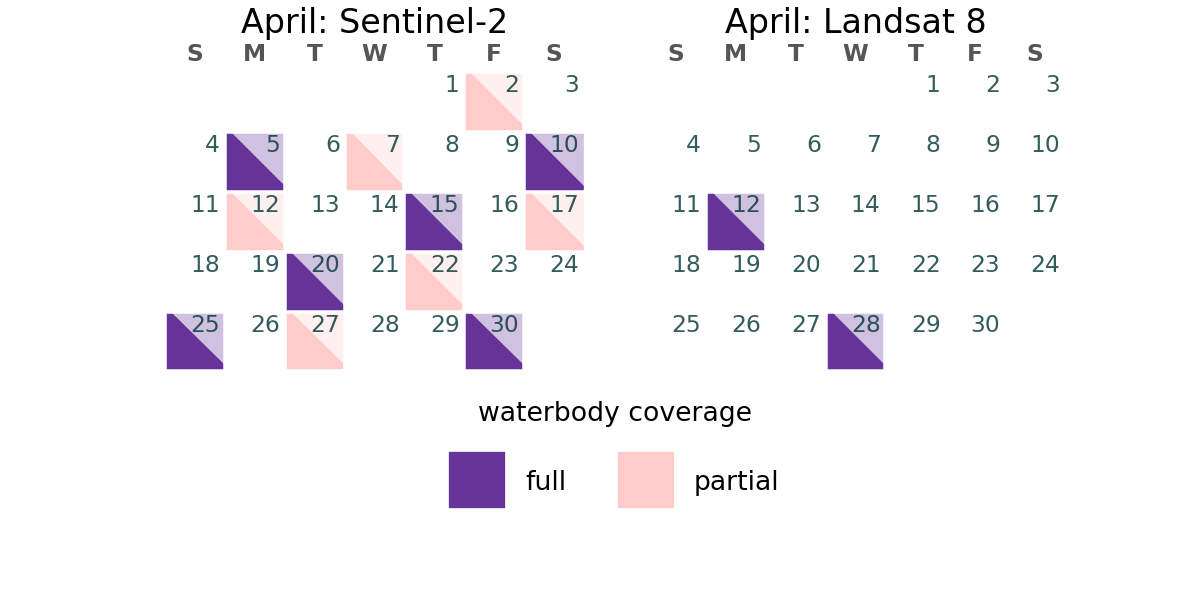 April: Sentinel-2
S M T W T F S
1 2 3
4 5 6 7 8 9 10
11 12 13 14 15 16 17
18 19 20 21 22 23 24
25 26 27 28 29 30
April: Landsat 8
S M T W T F S
1 2 3
4 5 6 7 8 9 10
11 12 13 14 15 16 17
18 19 20 21 22 23 24
25 26 27 28 29 30
waterbody coverage
full
partial